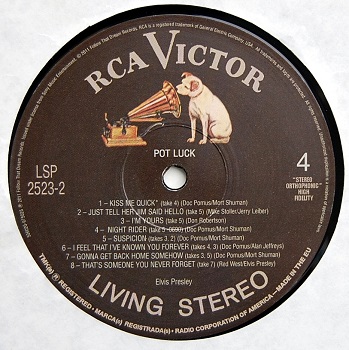 RCA VICTOR
POT LUCK
LSP
2523-2
4
"STEREO
ORTHOPHONIC"
HIGH
FIDELITY
1 – KISS ME QUICK" (take 4) (Doc Pomus/Mort Shuman)
2 – JUST TELL HER JIM SAID HELLO (take 5) (Mike Stoller/Jerry Leiber)
3 – I'M YOURS (take 5) (Don Robertson)
4 – NIGHT RIDER (take 5) (Doc Pomus/Mort Shuman)
5 – SUSPICION (takes 3, 2) (Doc Pomus/Mort Shuman)
6 – I FEEL THAT I'VE KNOWN YOU FOREVER (take 4) (Doc Pomus/Alan Jeffreys)
7 – GONNA GET BACK HOME SOMEHOW (takes 3, 5) (Doc Pomus/Mort Shuman)
8 – THAT'S SOMEONE YOU NEVER FORGET (take 7) (Red West/Elvis Presley)
Elvis Presley
LIVING STEREO
TMK(s) ® REGISTERED • MARCA(s) REGISTRADA(s) • RADIO CORPORATION OF AMERICA – MADE IN THE EU